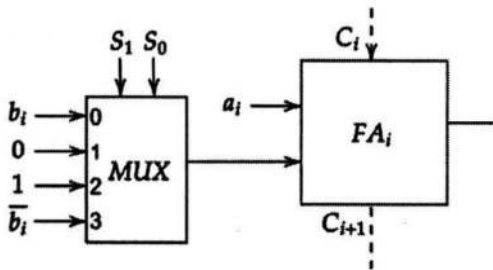 S₁ S₀
Cᵢ
bᵢ 0
aᵢ
0 1
MUX
FAᵢ
1 2
b̅ᵢ 3
Cᵢ₊₁